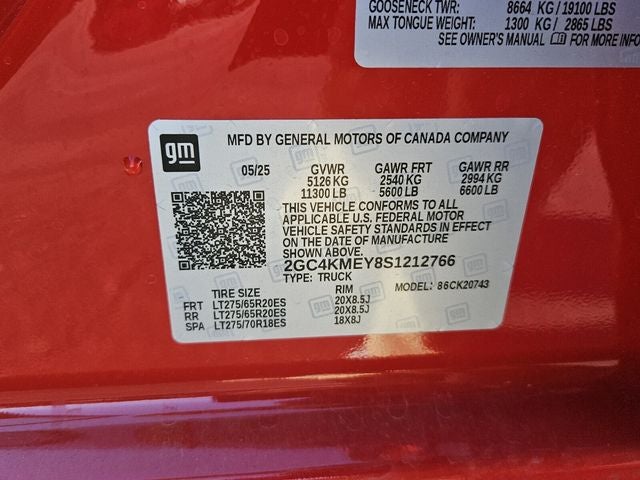 GOOSENECK TWR: 8664 KG / 19100 LBS
MAX TONGUE WEIGHT: 1300 KG / 2865 LBS
SEE OWNER'S MANUAL FOR MORE INFO
gm
MFD BY GENERAL MOTORS OF CANADA COMPANY
05/25 GVWR GAWR FRT GAWR RR
5126 KG 2540 KG 2994 KG
11300 LB 5600 LB 6600 LB
THIS VEHICLE CONFORMS TO ALL
APPLICABLE U.S. FEDERAL MOTOR
VEHICLE SAFETY STANDARDS IN EFFECT
ON THE DATE OF MANUFACTURE
SHOWN ABOVE.
2GC4KMEY8S1212766
TYPE: TRUCK MODEL: 86CK20743
TIRE SIZE RIM
FRT LT275/65R20ES 20X8.5J
RR LT275/65R20ES 20X8.5J
SPA LT275/70R18ES 18X8J